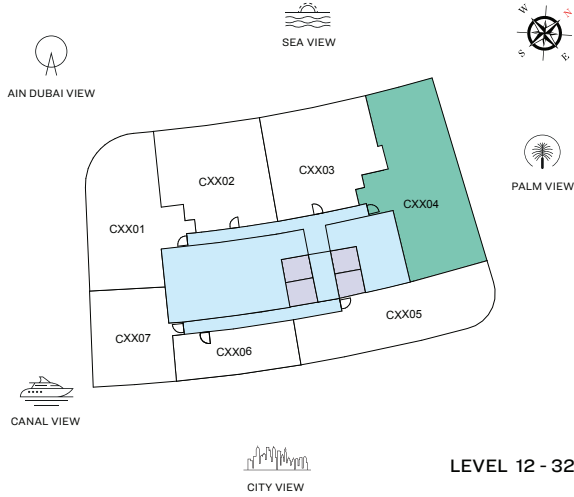 SEA VIEW
W
N
S
E
AIN DUBAI VIEW
PALM VIEW
CXX01
CXX02
CXX03
CXX04
CXX05
CXX06
CXX07
CANAL VIEW
CITY VIEW
LEVEL 12 - 32